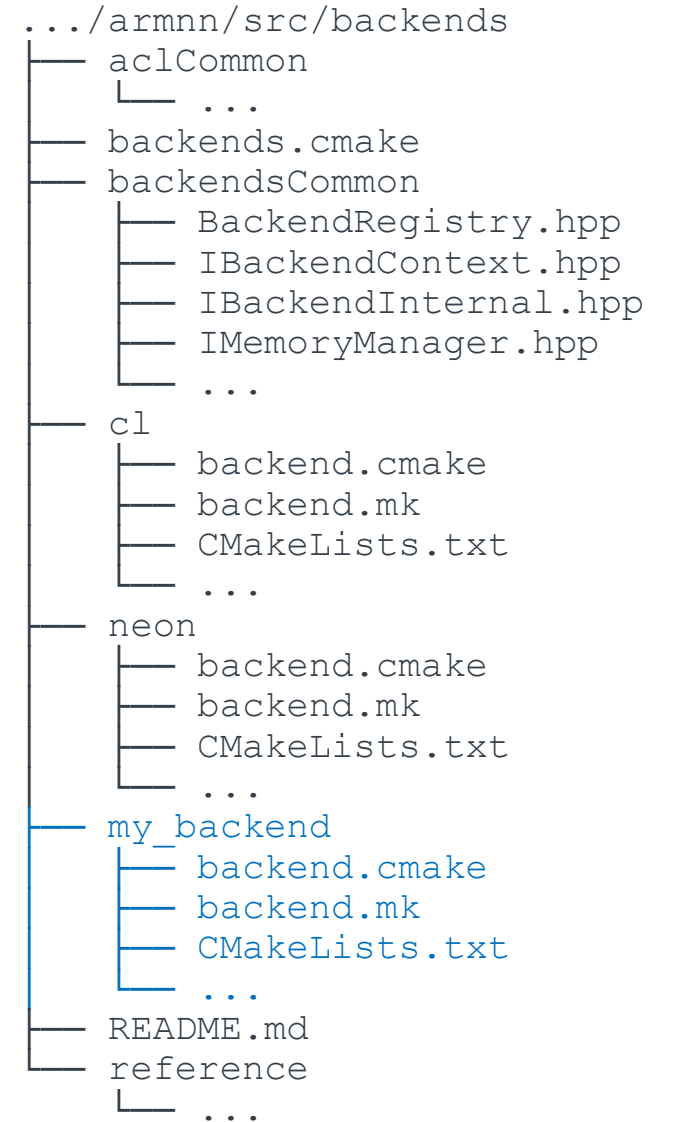 .../armnn/src/backends
├── aclCommon
│   └── ...
├── backends.cmake
├── backendsCommon
│   ├── BackendRegistry.hpp
│   ├── IBackendContext.hpp
│   ├── IBackendInternal.hpp
│   ├── IMemoryManager.hpp
│   └── ...
├── cl
│   ├── backend.cmake
│   ├── backend.mk
│   ├── CMakeLists.txt
│   └── ...
├── neon
│   ├── backend.cmake
│   ├── backend.mk
│   ├── CMakeLists.txt
│   └── ...
├── my_backend
│   ├── backend.cmake
│   ├── backend.mk
│   ├── CMakeLists.txt
│   └── ...
├── README.md
└── reference
    └── ...